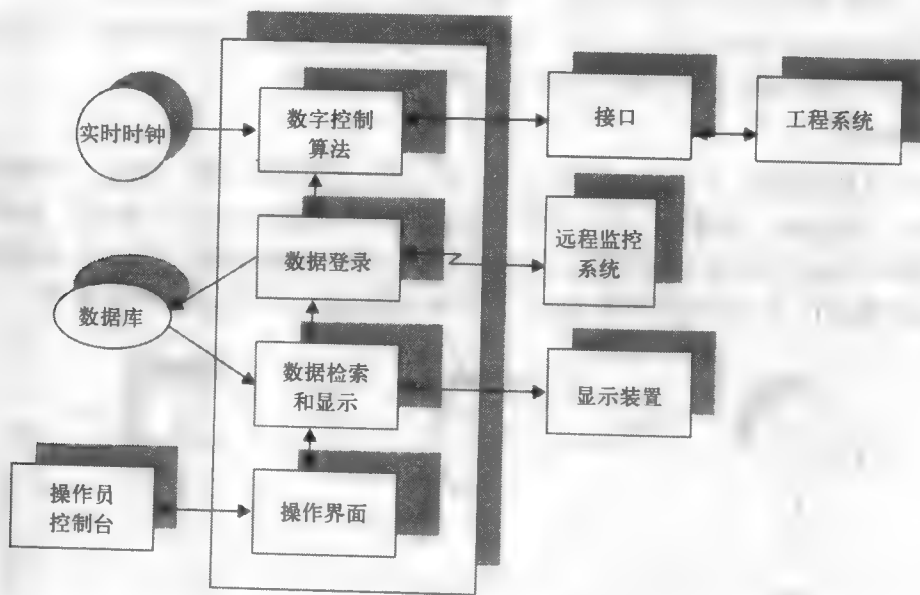 实时时钟
数字控制
算法
接口
工程系统
数据登录
远程监控
系统
数据库
数据检索
和显示
显示装置
操作员
控制台
操作界面